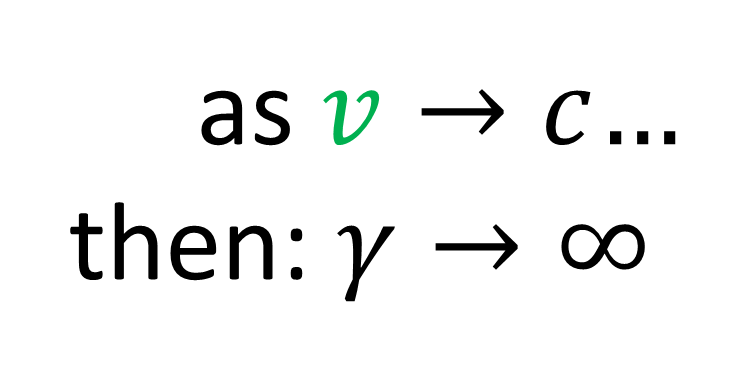 as 𝑣 → 𝑐...
then: 𝛾 → ∞